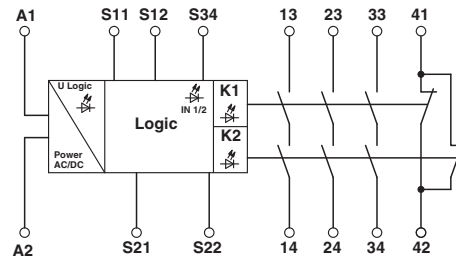 A1 S11 S12 S34 13 23 33 41
U Logic
IN 1/2
K1
Logic
K2
Power
AC/DC
A2 S21 S22 14 24 34 42